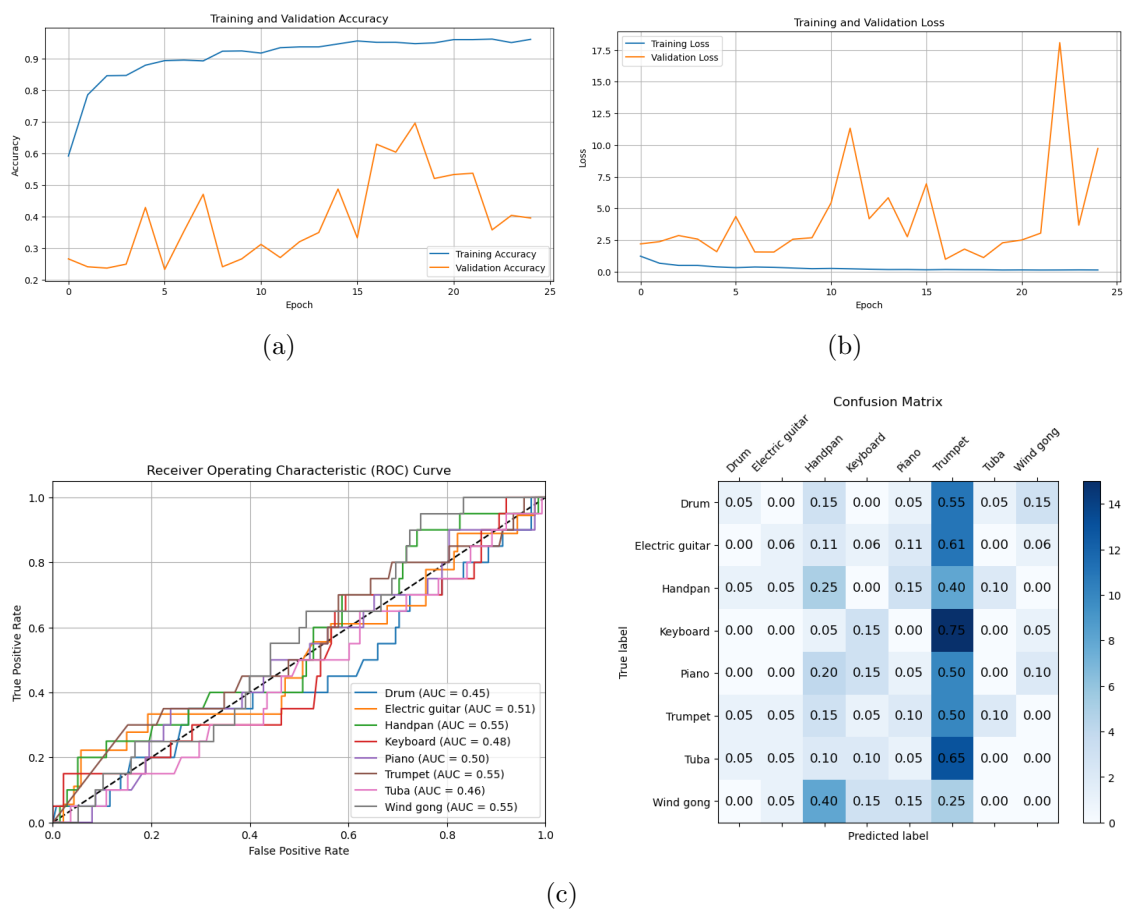 Training and Validation Accuracy
Accuracy
0.9
0.8
0.7
0.6
0.5
0.4
0.3
0.2
Training Accuracy
Validation Accuracy
0 5 10 15 20 25
Epoch
(a)
Training and Validation Loss
Loss
17.5
15.0
12.5
10.0
7.5
5.0
2.5
0.0
Training Loss
Validation Loss
0 5 10 15 20 25
Epoch
(b)
Receiver Operating Characteristic (ROC) Curve
True Positive Rate
1.0
0.8
0.6
0.4
0.2
0.0
Drum (AUC = 0.45)
Electric guitar (AUC = 0.51)
Handpan (AUC = 0.55)
Keyboard (AUC = 0.48)
Piano (AUC = 0.50)
Trumpet (AUC = 0.55)
Tuba (AUC = 0.46)
Wind gong (AUC = 0.55)
0.0 0.2 0.4 0.6 0.8 1.0
False Positive Rate
Confusion Matrix
Drum Electric guitar Handpan Keyboard Piano Trumpet Tuba Wind gong
True label
Drum 0.05 0.00 0.15 0.00 0.05 0.55 0.05 0.15
Electric guitar 0.00 0.06 0.11 0.06 0.11 0.61 0.00 0.06
Handpan 0.05 0.05 0.25 0.00 0.15 0.40 0.10 0.00
Keyboard 0.00 0.00 0.05 0.15 0.00 0.75 0.00 0.05
Piano 0.00 0.00 0.20 0.15 0.05 0.50 0.00 0.10
Trumpet 0.05 0.05 0.15 0.05 0.10 0.50 0.10 0.00
Tuba 0.05 0.05 0.10 0.10 0.05 0.65 0.00 0.00
Wind gong 0.00 0.05 0.40 0.15 0.15 0.25 0.00 0.00
Predicted label
14
12
10
8
6
4
2
0
(c)